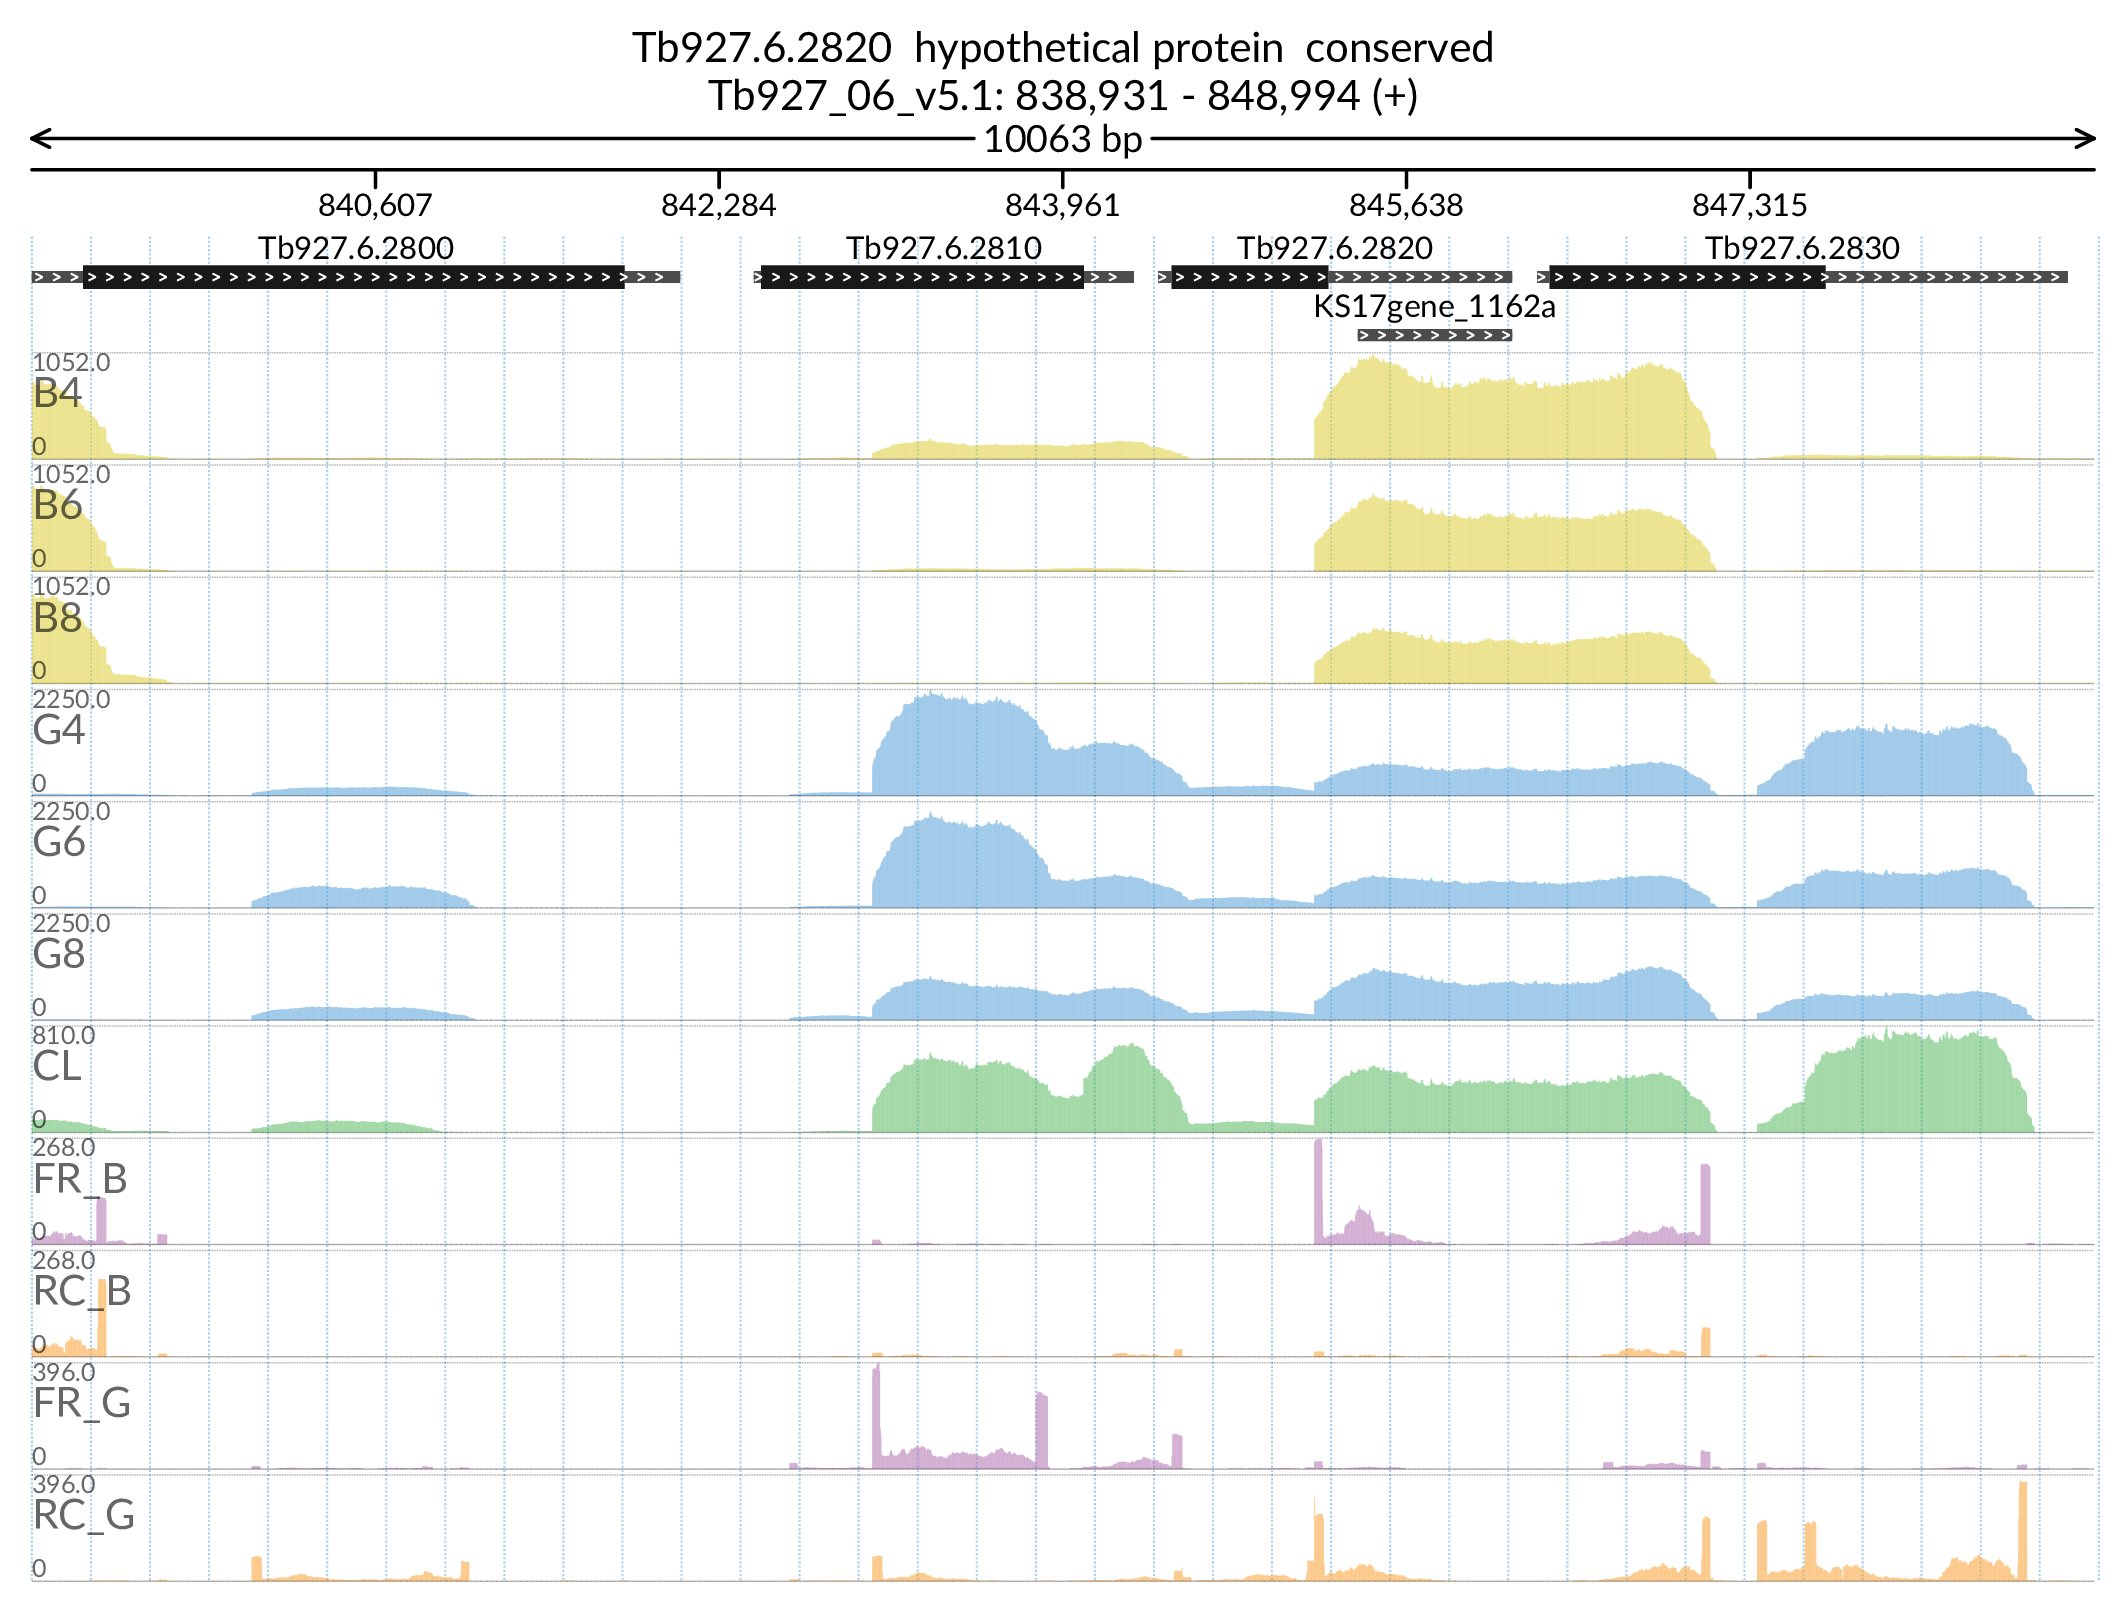 Tb927.6.2820  hypothetical protein  conserved
Tb927_06_v5.1: 838,931 - 848,994 (+)
10063 bp
840,607 842,284 843,961 845,638 847,315
Tb927.6.2800 Tb927.6.2810 Tb927.6.2820 Tb927.6.2830
KS17gene_1162a
1052.0
B4
0
1052.0
B6
0
1052.0
B8
0
2250.0
G4
0
2250.0
G6
0
2250.0
G8
0
810.0
CL
0
268.0
FR_B
0
268.0
RC_B
0
396.0
FR_G
0
396.0
RC_G
0